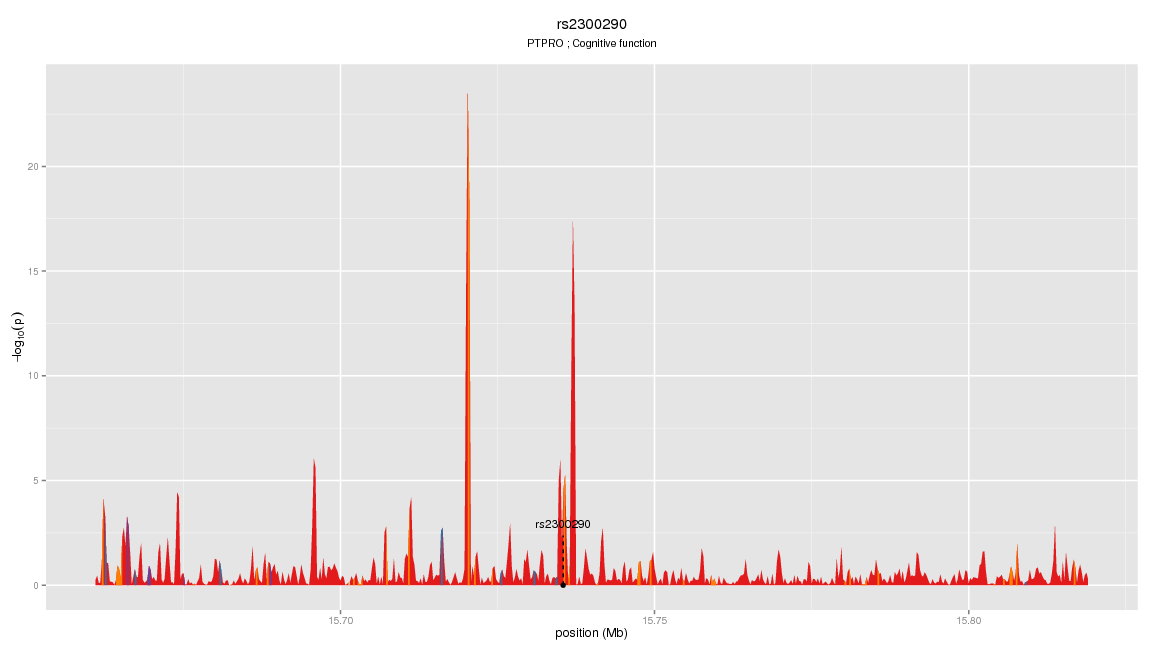 rs2300290
PTPRO ; Cognitive function
−log10(p)
20
15
10
5
0
rs2300290
15.70
15.75
15.80
position (Mb)